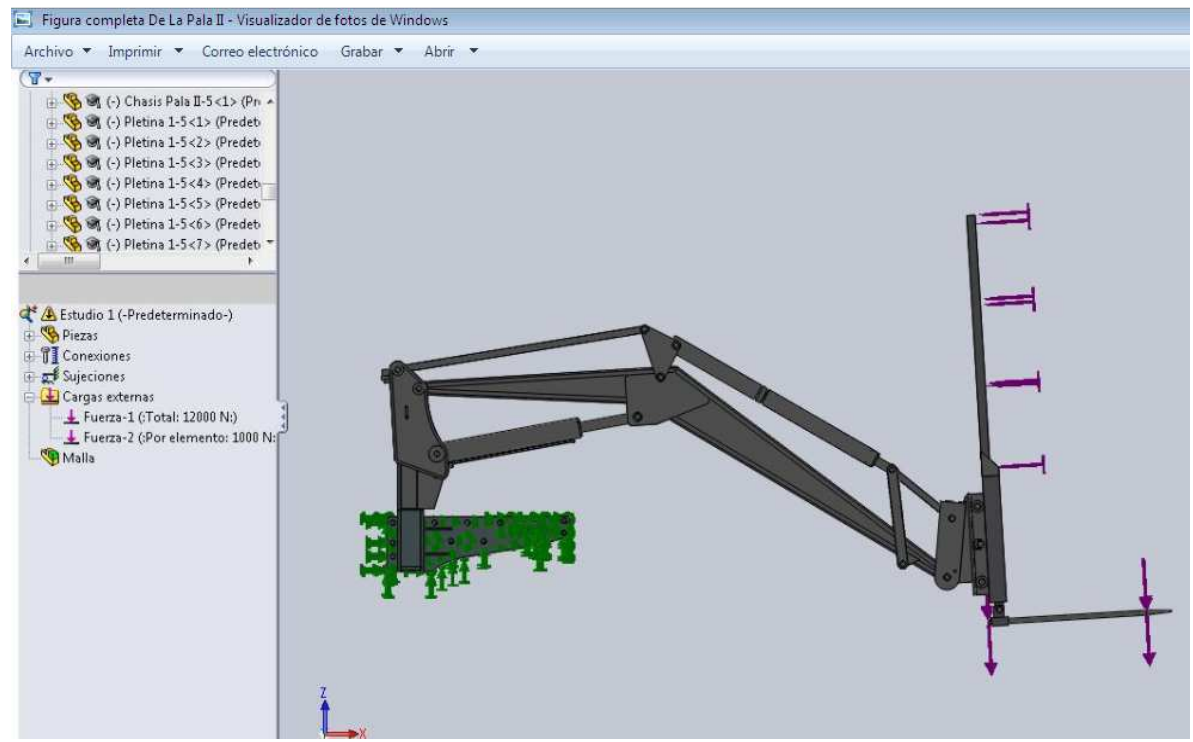 Figura completa De La Pala II - Visualizador de fotos de Windows
Archivo Imprimir Correo electrónico Grabar Abrir
(-) Chasis Pala II-5<1> (Pr
(-) Pletina 1-5<1> (Predet
(-) Pletina 1-5<2> (Predet
(-) Pletina 1-5<3> (Predet
(-) Pletina 1-5<4> (Predet
(-) Pletina 1-5<5> (Predet
(-) Pletina 1-5<6> (Predet
(-) Pletina 1-5<7> (Predet
Estudio 1 (-Predeterminado-)
Piezas
Conexiones
Sujeciones
Cargas externas
Fuerza-1 (:Total: 12000 N:)
Fuerza-2 (:Por elemento: 1000 N:
Malla
Z
X